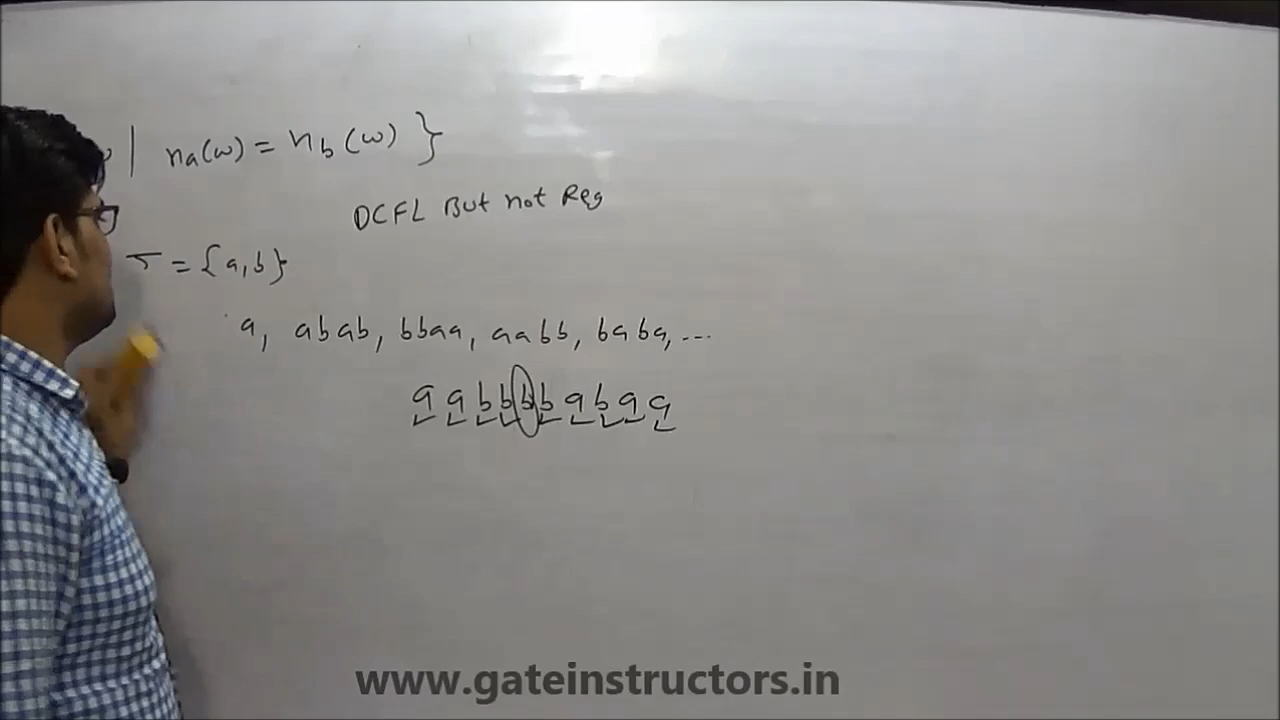 | na(w) = nb(w) }
DCFL But not Reg
= {a,b}
a, abab, bbaa, aabb, baba, ...
a a b b b b a b a a
www.gateinstructors.in